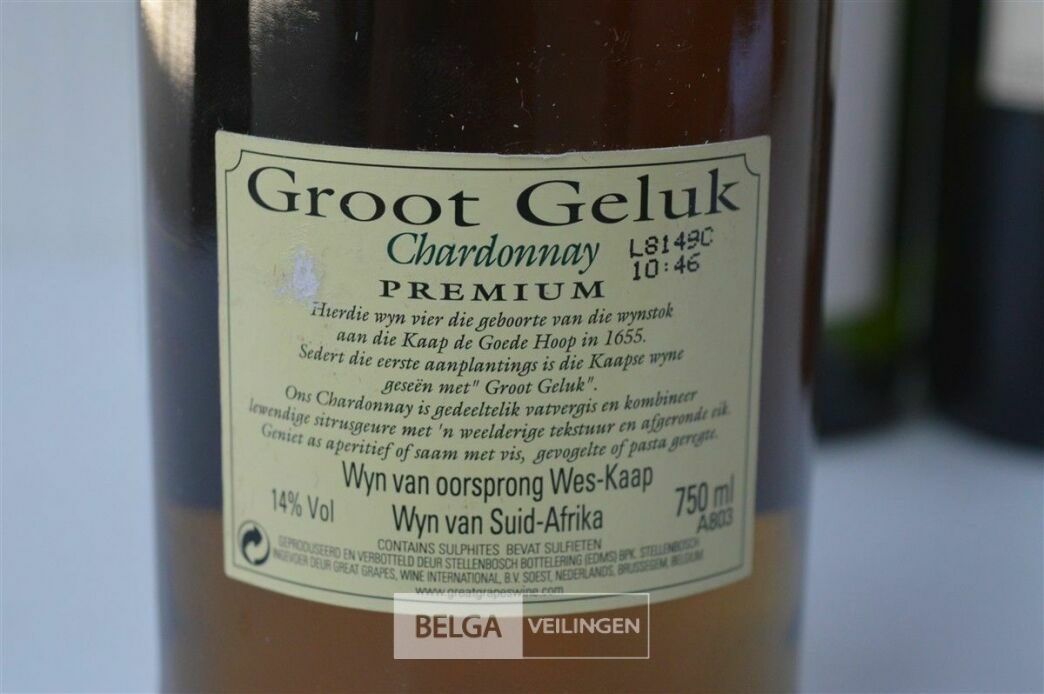 Groot Geluk
Chardonnay
L8149C
10:46
PREMIUM
Hierdie wyn vier die geboorte van die wynstok
aan die Kaap de Goede Hoop in 1655.
Sedert die eerste aanplantings is die Kaapse wyne
geseën met" Groot Geluk".
Ons Chardonnay is gedeeltelik vatvergis en kombineer
lewendige sitrusgeure met 'n weelderige tekstuur en afgeronde eik.
Geniet as aperitief of saam met vis, gevogelte of pasta geregte.
Wyn van oorsprong Wes-Kaap
14% Vol
Wyn van Suid-Afrika
750 ml
A803
CONTAINS SULPHITES BEVAT SULFIETEN
GEPRODUSEERD EN VERBOTTELD DEUR STELLENBOSCH BOTTELERING (EDMS) BPK. STELLENBOSCH
INGEVOER DEUR GREAT GRAPES, WINE INTERNATIONAL, B.V. SOEST, NEDERLANDS, BRUSSEGEM, BELGIUM
www.greatgrapeswine.com
BELGA VEILINGEN